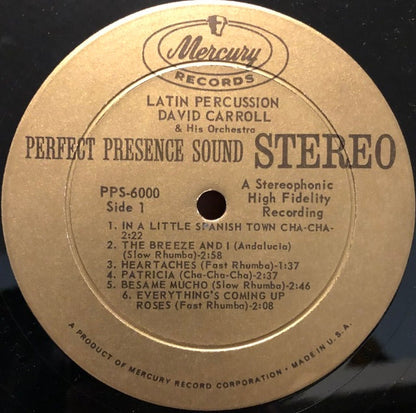 Mercury
RECORDS
LATIN PERCUSSION
DAVID CARROLL
& His Orchestra
PERFECT PRESENCE SOUND STEREO
PPS-6000
Side 1
A Stereophonic
High Fidelity
Recording
1. IN A LITTLE SPANISH TOWN CHA-CHA-
2:22
2. THE BREEZE AND I (Andalucia)
(Slow Rhumba)-2:58
3. HEARTACHES (Fast Rhumba)-1:37
4. PATRICIA (Cha-Cha-Cha)-2:37
5. BESAME MUCHO (Slow Rhumba)-2:46
6. EVERYTHING'S COMING UP
ROSES (Fast Rhumba)-2:08
A PRODUCT OF MERCURY RECORD CORPORATION • MADE IN U.S.A.